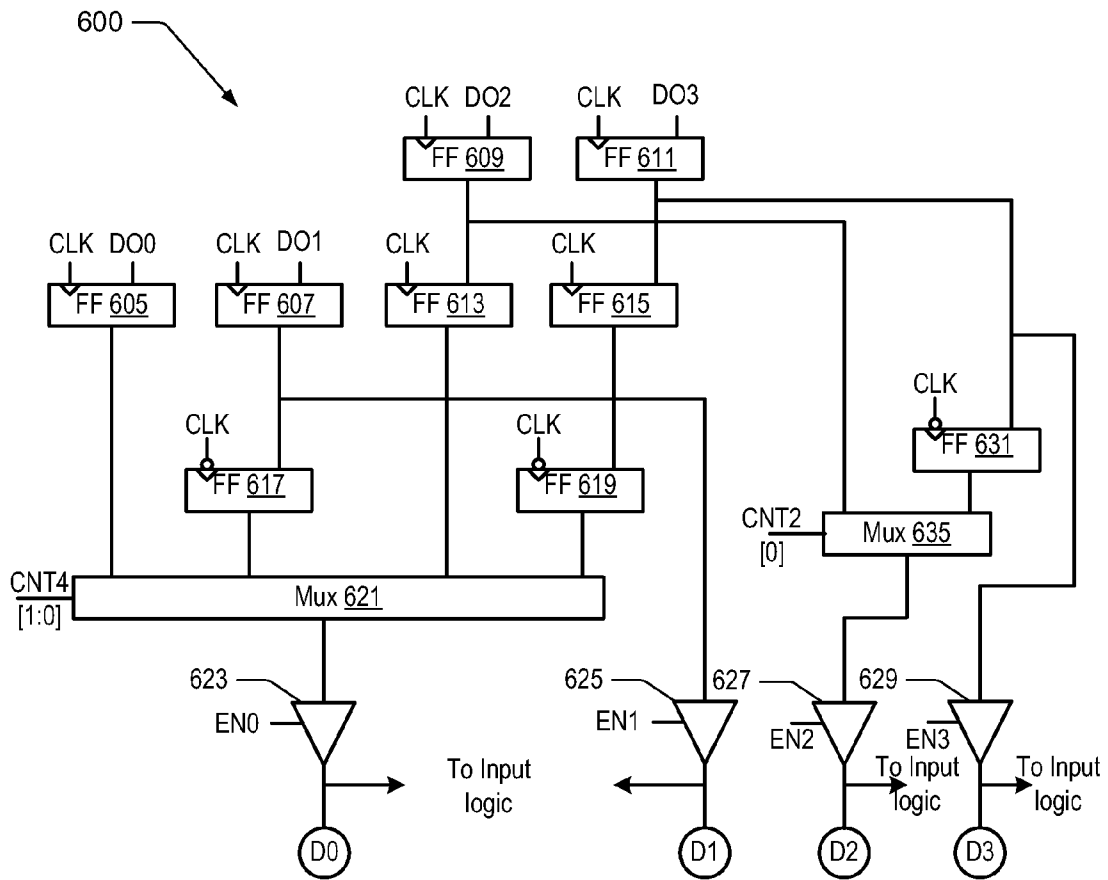 600
CLK DO2 CLK DO3
FF 609 FF 611
CLK DO0 CLK DO1 CLK CLK
FF 605 FF 607 FF 613 FF 615
CLK
FF 631
CLK CLK
FF 617 FF 619
CNT2
[0]
Mux 635
CNT4
[1:0]
Mux 621
623 625 627 629
EN0 EN1 EN2 EN3
To Input
logic
To Input
logic
To Input
logic
D0 D1 D2 D3